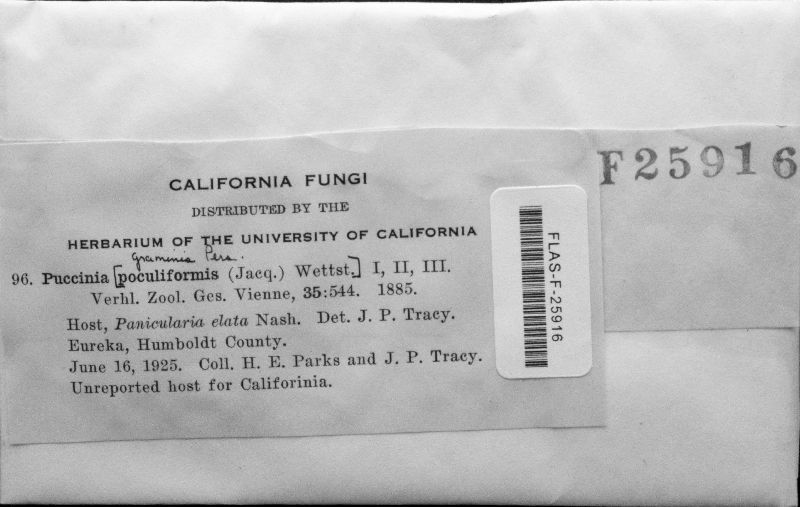 CALIFORNIA FUNGI
DISTRIBUTED BY THE
HERBARIUM OF THE UNIVERSITY OF CALIFORNIA
graminis Pers.
96. Puccinia [poculiformis (Jacq.) Wettst.] I, II, III.
Verhl. Zool. Ges. Vienne, 35:544. 1885.
Host, Panicularia elata Nash. Det. J. P. Tracy.
Eureka, Humboldt County.
June 16, 1925. Coll. H. E. Parks and J. P. Tracy.
Unreported host for Califorinia.
FLAS-F-25916
F25916